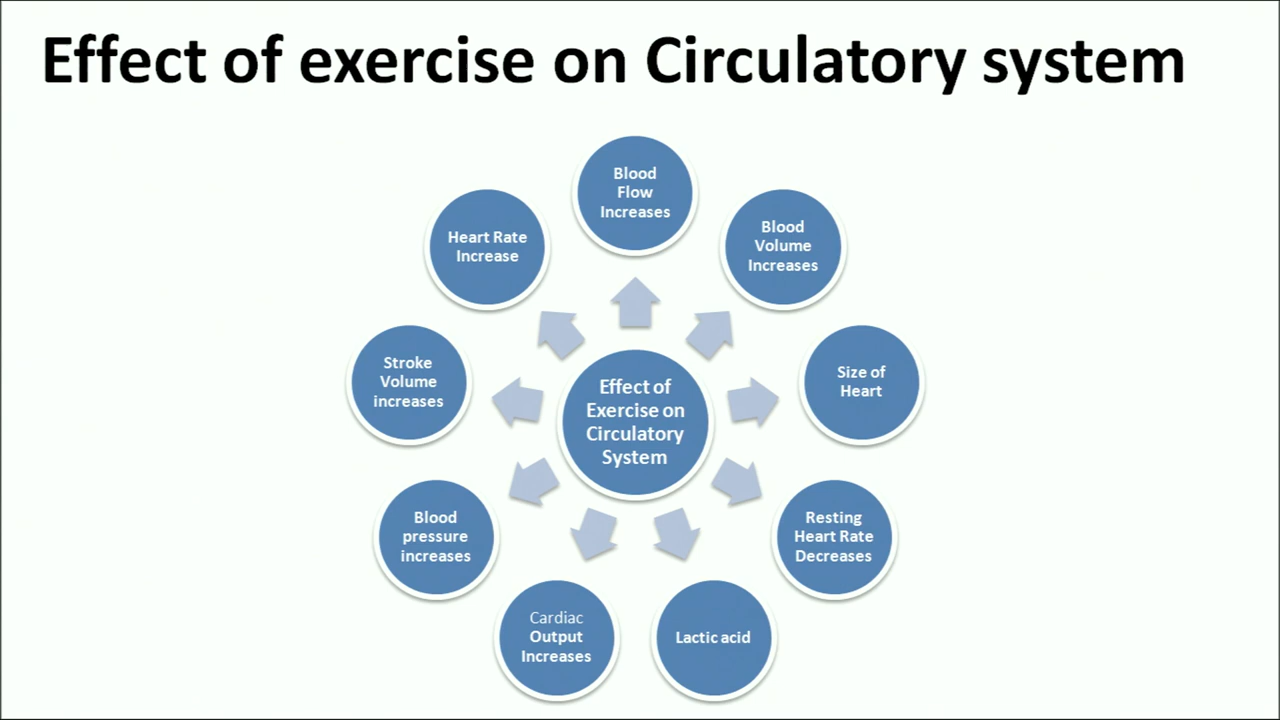 Effect of exercise on Circulatory system
Blood
Flow
Increases
Blood
Volume
Increases
Size of
Heart
Resting
Heart Rate
Decreases
Lactic acid
Cardiac
Output
Increases
Blood
pressure
increases
Stroke
Volume
increases
Heart Rate
Increase
Effect of
Exercise on
Circulatory
System